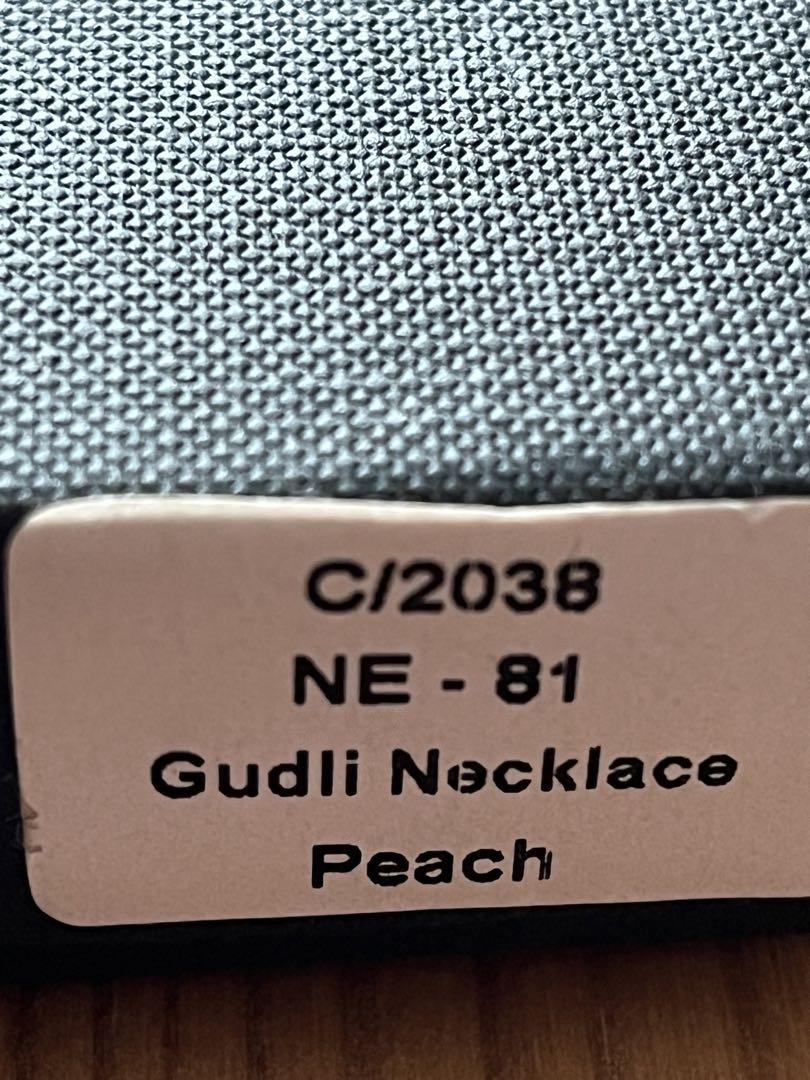 C/2038
NE - 81
Gudli Necklace
Peach